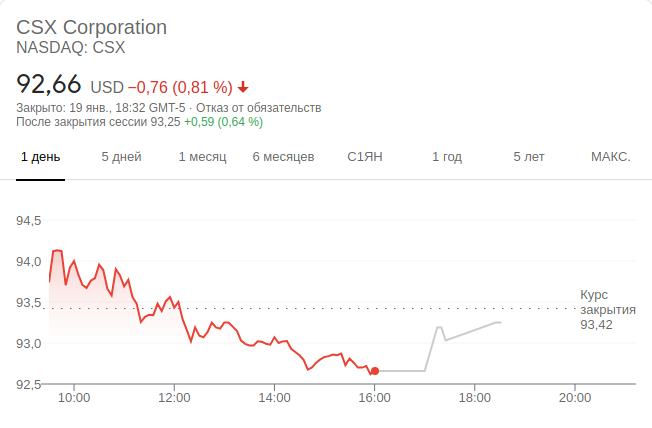 CSX Corporation
NASDAQ: CSX
92,66 USD −0,76 (0,81 %)
Закрыто: 19 янв., 18:32 GMT-5 · Отказ от обязательств
После закрытия сессии 93,25 +0,59 (0,64 %)
1 день 5 дней 1 месяц 6 месяцев С1ЯН 1 год 5 лет МАКС.
94,5
94,0
93,5
93,0
92,5
Курс
закрытия
93,42
10:00 12:00 14:00 16:00 18:00 20:00